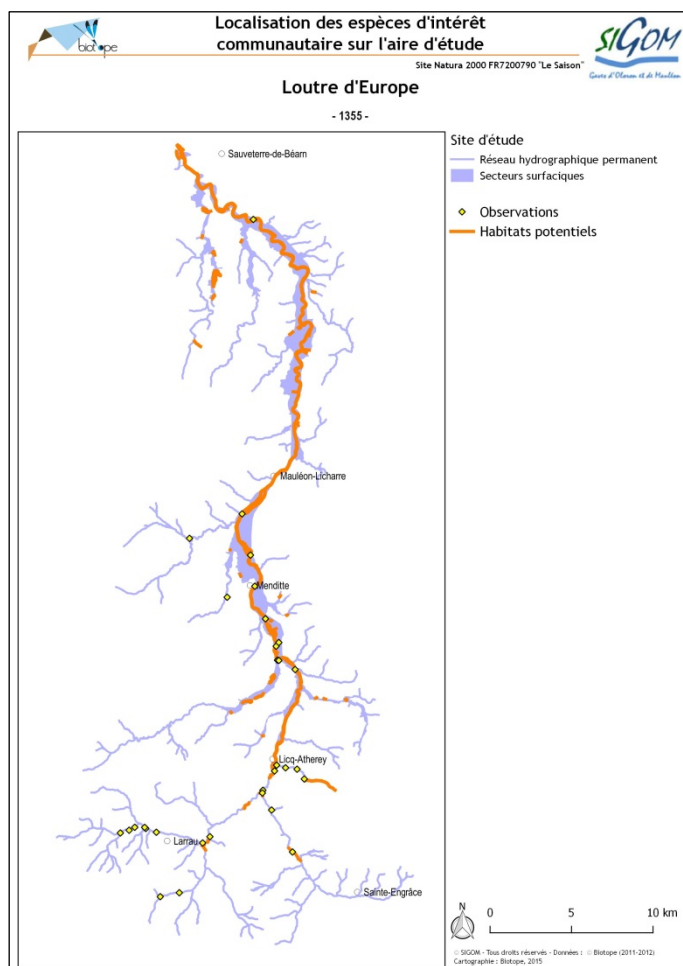 biotope
Localisation des espèces d'intérêt
communautaire sur l'aire d'étude
Site Natura 2000 FR7200790 "Le Saison"
SIGOM
Gaves d'Oloron et de Mauléon
Loutre d'Europe
- 1355 -
Site d'étude
Réseau hydrographique permanent
Secteurs surfaciques
Observations
Habitats potentiels
Sauveterre-de-Béarn
Mauléon-Licharre
Menditte
Licq-Atherey
Larrau
Sainte-Engrâce
N
0 5 10 km
© SIGOM - Tous droits réservés - Données : © Biotope (2011-2012)
Cartographie : Biotope, 2015